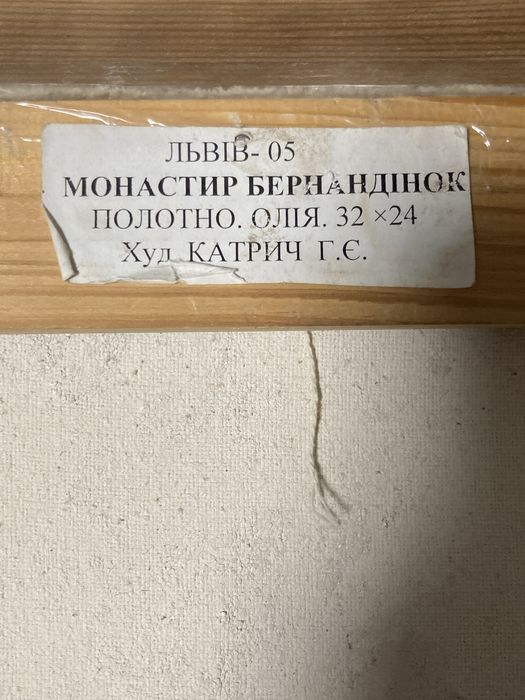 ЛЬВІВ- 05
МОНАСТИР БЕРНАНДІНОК
ПОЛОТНО. ОЛІЯ. 32 ×24
Худ. КАТРИЧ Г.Є.